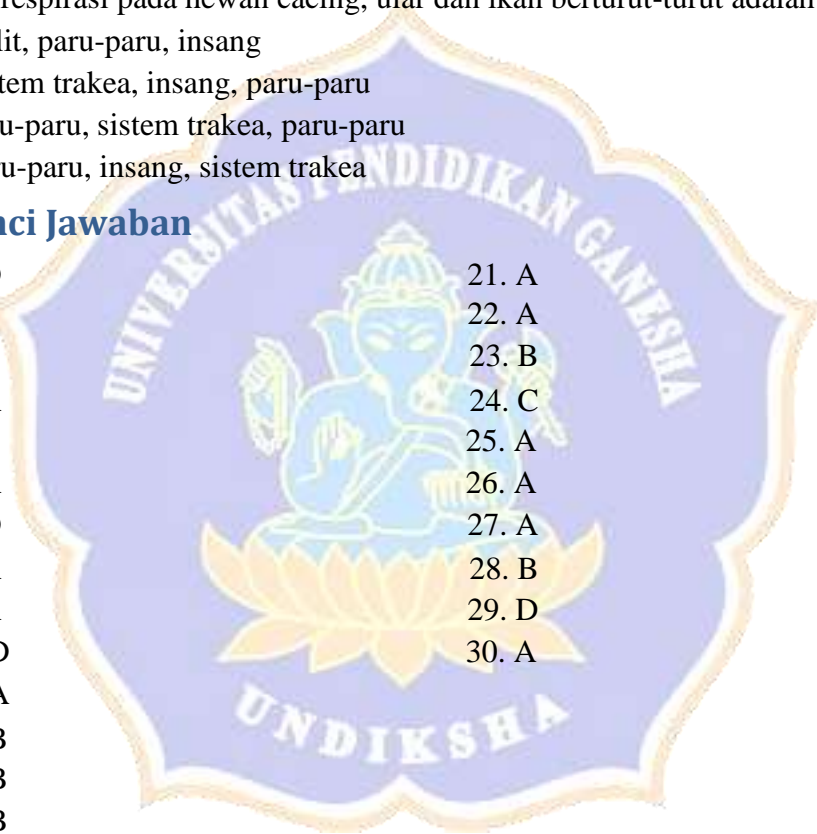 respirasi pada hewan cacing, ular dan ikan berturut-turut adalah
lit, paru-paru, insang
tem trakea, insang, paru-paru
u-paru, sistem trakea, paru-paru
ru-paru, insang, sistem trakea
nci Jawaban
21. A
22. A
23. B
24. C
25. A
26. A
27. A
28. B
29. D
30. A
A
B
B
B
UNIVERSITAS PENDIDIKAN GANESHA
UNDIKSHA